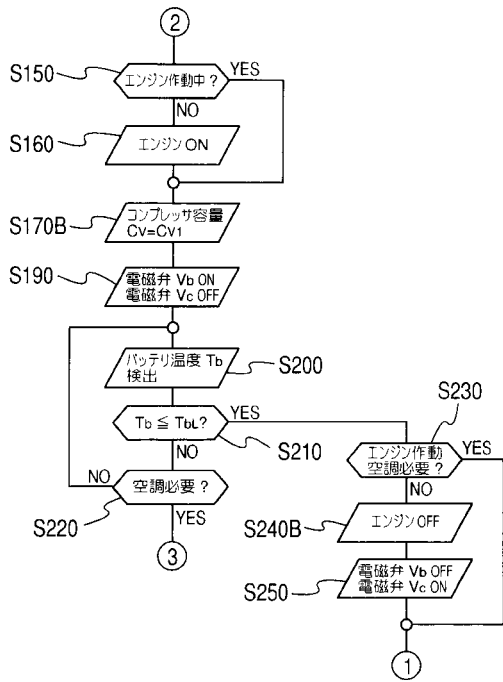 2
S150
エンジン作動中？
YES
NO
S160
エンジン ON
S170B
コンプレッサ容量
Cv=Cv1
S190
電磁弁 Vb ON
電磁弁 Vc OFF
バッテリ温度 Tb
検出
S200
Tb ≦ TbL?
YES
S210
NO
S230
エンジン作動
空調必要？
YES
NO
NO
空調必要？
S220
YES
3
S240B
エンジン OFF
S250
電磁弁 Vb OFF
電磁弁 Vc ON
1